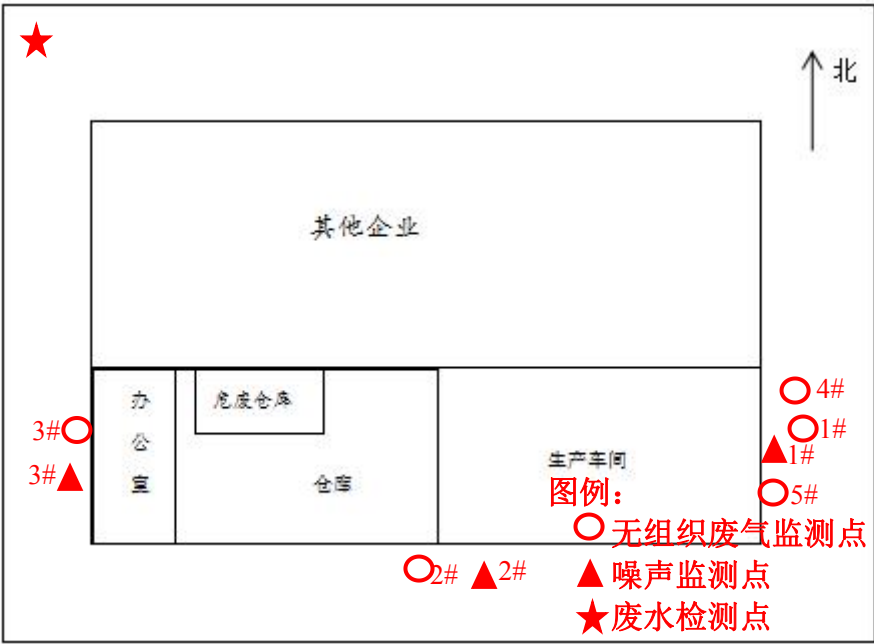 北
其他企业
办公室
危废仓库
仓库
生产车间
3#
3#
4#
1#
1#
5#
2#
2#
图例：
无组织废气监测点
噪声监测点
废水检测点